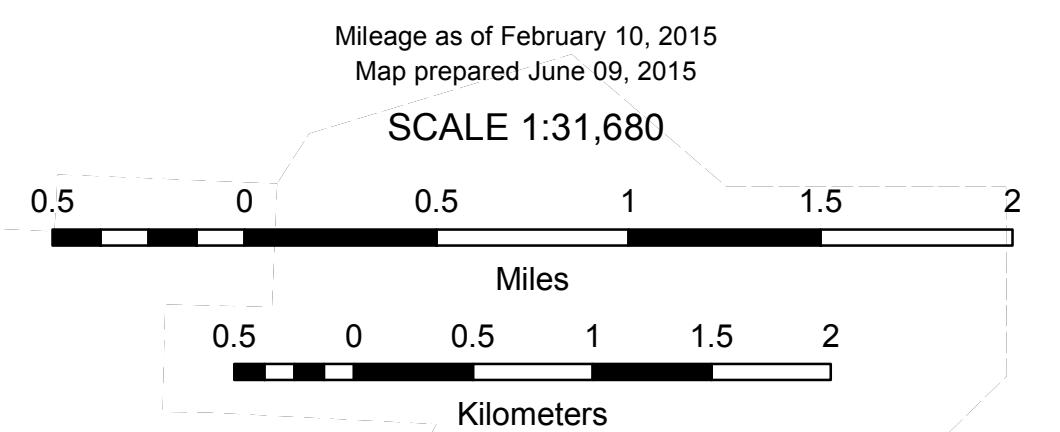 Mileage as of February 10, 2015
Map prepared June 09, 2015
SCALE 1:31,680
0.5 0 0.5 1 1.5 2
Miles
0.5 0 0.5 1 1.5 2
Kilometers